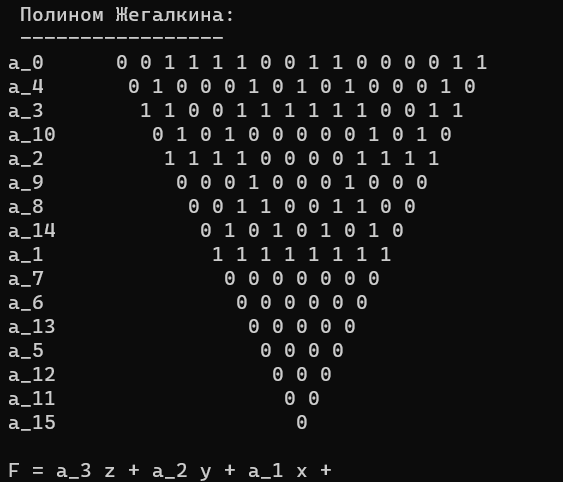 Полином Жегалкина:
-----------------
a_0 0 0 1 1 1 1 0 0 1 1 0 0 0 0 1 1
a_4 0 1 0 0 0 1 0 1 0 1 0 0 0 1 0
a_3 1 1 0 0 1 1 1 1 1 1 0 0 1 1
a_10 0 1 0 1 0 0 0 0 0 1 0 1 0
a_2 1 1 1 1 0 0 0 0 1 1 1 1
a_9 0 0 0 1 0 0 0 1 0 0 0
a_8 0 0 1 1 0 0 1 1 0 0
a_14 0 1 0 1 0 1 0 1 0
a_1 1 1 1 1 1 1 1 1
a_7 0 0 0 0 0 0 0
a_6 0 0 0 0 0 0
a_13 0 0 0 0 0
a_5 0 0 0 0
a_12 0 0 0
a_11 0 0
a_15 0
F = a_3 z + a_2 y + a_1 x +